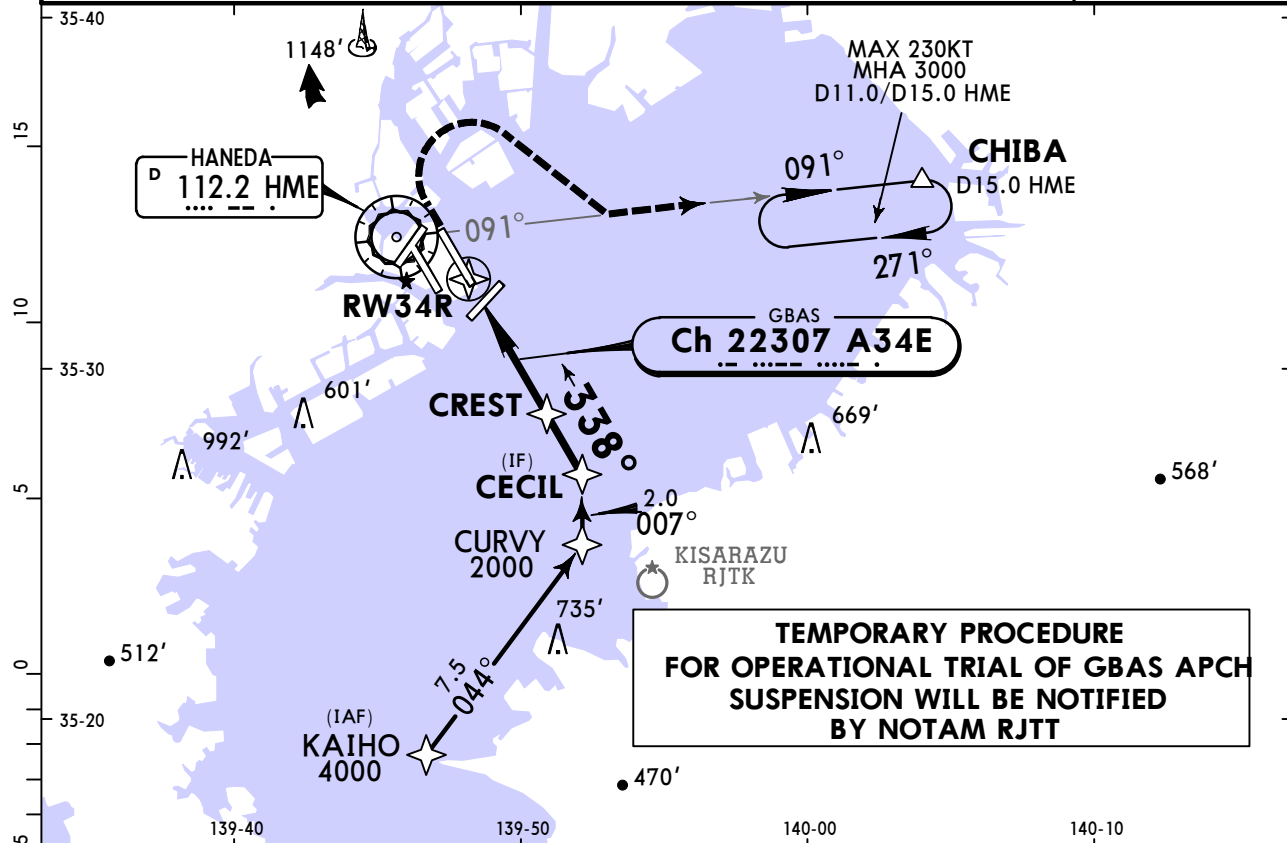 35-40
1148'
MAX 230KT
MHA 3000
D11.0/D15.0 HME
15
HANEDA
D 112.2 HME
091°
CHIBA
D15.0 HME
091°
271°
RW34R
10
GBAS
Ch 22307 A34E
35-30
601'
CREST
338°
669'
992'
(IF)
CECIL
568'
5
2.0
007°
CURVY
2000
KISARAZU
RJTK
735'
TEMPORARY PROCEDURE
FOR OPERATIONAL TRIAL OF GBAS APCH
SUSPENSION WILL BE NOTIFIED
BY NOTAM RJTT
512'
0
7.5
044°
35-20
(IAF)
KAIHO
4000
470'
5
139-40
139-50
140-00
140-10